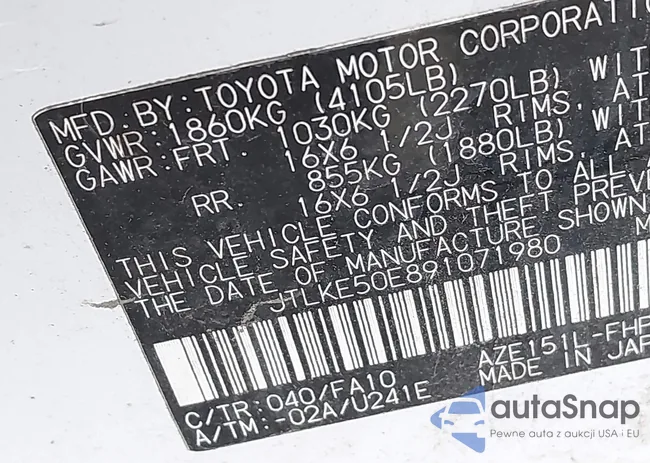 MFD. BY: TOYOTA MOTOR CORPORATIO
GVWR: 1860KG (4105LB)
GAWR: FRT. 1030KG (2270LB) WIT
16X6 1/2J RIMS, AT
RR. 855KG (1880LB) WIT
16X6 1/2J RIMS, AT
THIS VEHICLE CONFORMS TO ALL A
VEHICLE SAFETY AND THEFT PREVE
THE DATE OF MANUFACTURE SHOWN
JTLKE50E891071980 M
C/TR: 040/FA10 AZE151L-FHP
A/TM: -02A/U241E MADE IN JAP
autaSnap
Pewne auta z aukcji USA i EU